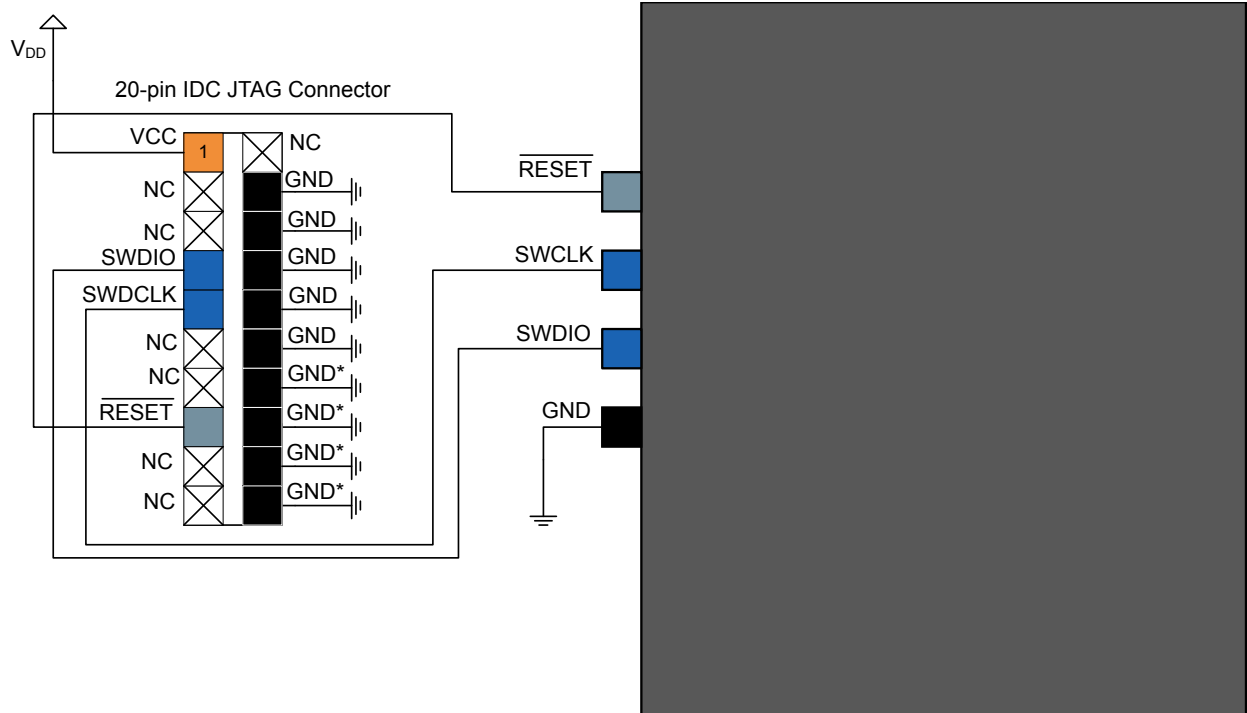 V_DD
20-pin IDC JTAG Connector
VCC
1
NC
NC
GND
NC
GND
SWDIO
GND
SWDCLK
GND
NC
GND
NC
GND*
RESET
GND*
NC
GND*
NC
GND*
RESET
SWCLK
SWDIO
GND